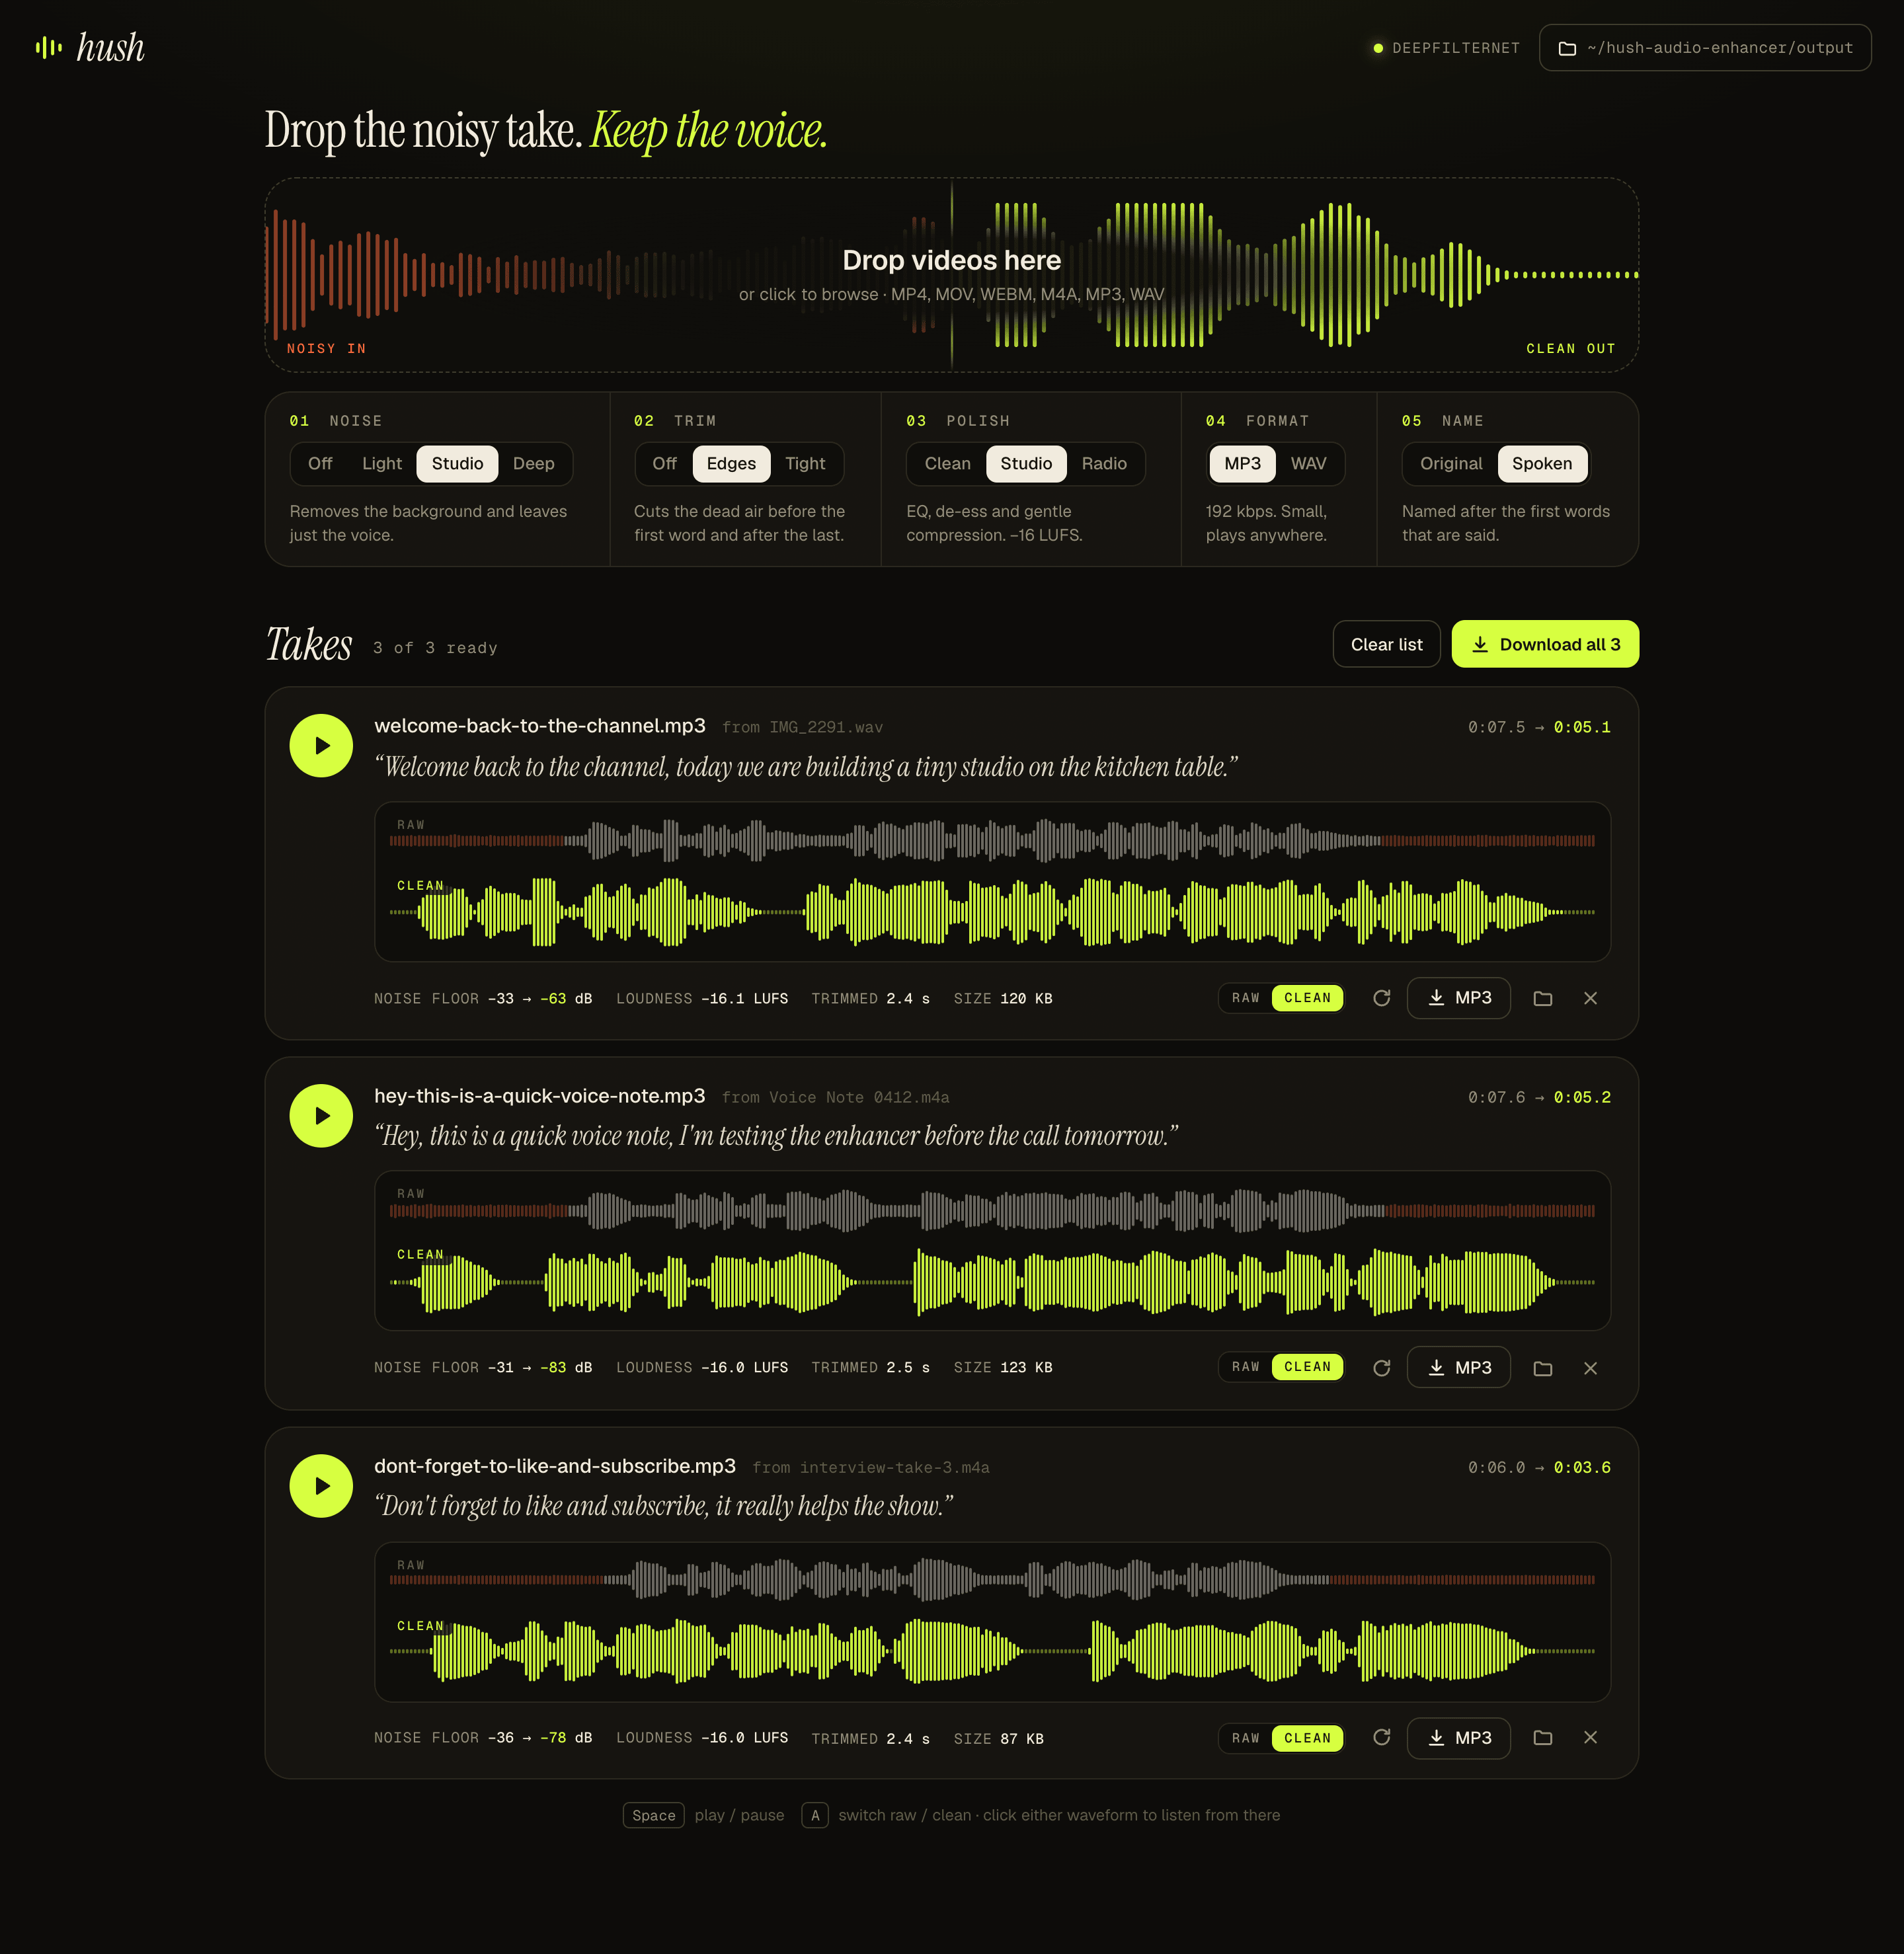 hush
DEEPFILTERNET
~/hush-audio-enhancer/output
Drop the noisy take. Keep the voice.
Drop videos here
or click to browse · MP4, MOV, WEBM, M4A, MP3, WAV
NOISY IN
CLEAN OUT
01 NOISE
Off Light Studio Deep
Removes the background and leaves
just the voice.
02 TRIM
Off Edges Tight
Cuts the dead air before the
first word and after the last.
03 POLISH
Clean Studio Radio
EQ, de-ess and gentle
compression. −16 LUFS.
04 FORMAT
MP3 WAV
192 kbps. Small,
plays anywhere.
05 NAME
Original Spoken
Named after the first words
that are said.
Takes 3 of 3 ready
Clear list
Download all 3
welcome-back-to-the-channel.mp3 from IMG_2291.wav 0:07.5 → 0:05.1
“Welcome back to the channel, today we are building a tiny studio on the kitchen table.”
RAW
CLEAN
NOISE FLOOR −33 → −63 dB LOUDNESS −16.1 LUFS TRIMMED 2.4 s SIZE 120 KB RAW CLEAN MP3
hey-this-is-a-quick-voice-note.mp3 from Voice Note 0412.m4a 0:07.6 → 0:05.2
“Hey, this is a quick voice note, I'm testing the enhancer before the call tomorrow.”
RAW
CLEAN
NOISE FLOOR −31 → −83 dB LOUDNESS −16.0 LUFS TRIMMED 2.5 s SIZE 123 KB RAW CLEAN MP3
dont-forget-to-like-and-subscribe.mp3 from interview-take-3.m4a 0:06.0 → 0:03.6
“Don't forget to like and subscribe, it really helps the show.”
RAW
CLEAN
NOISE FLOOR −36 → −78 dB LOUDNESS −16.0 LUFS TRIMMED 2.4 s SIZE 87 KB RAW CLEAN MP3
Space play / pause A switch raw / clean · click either waveform to listen from there